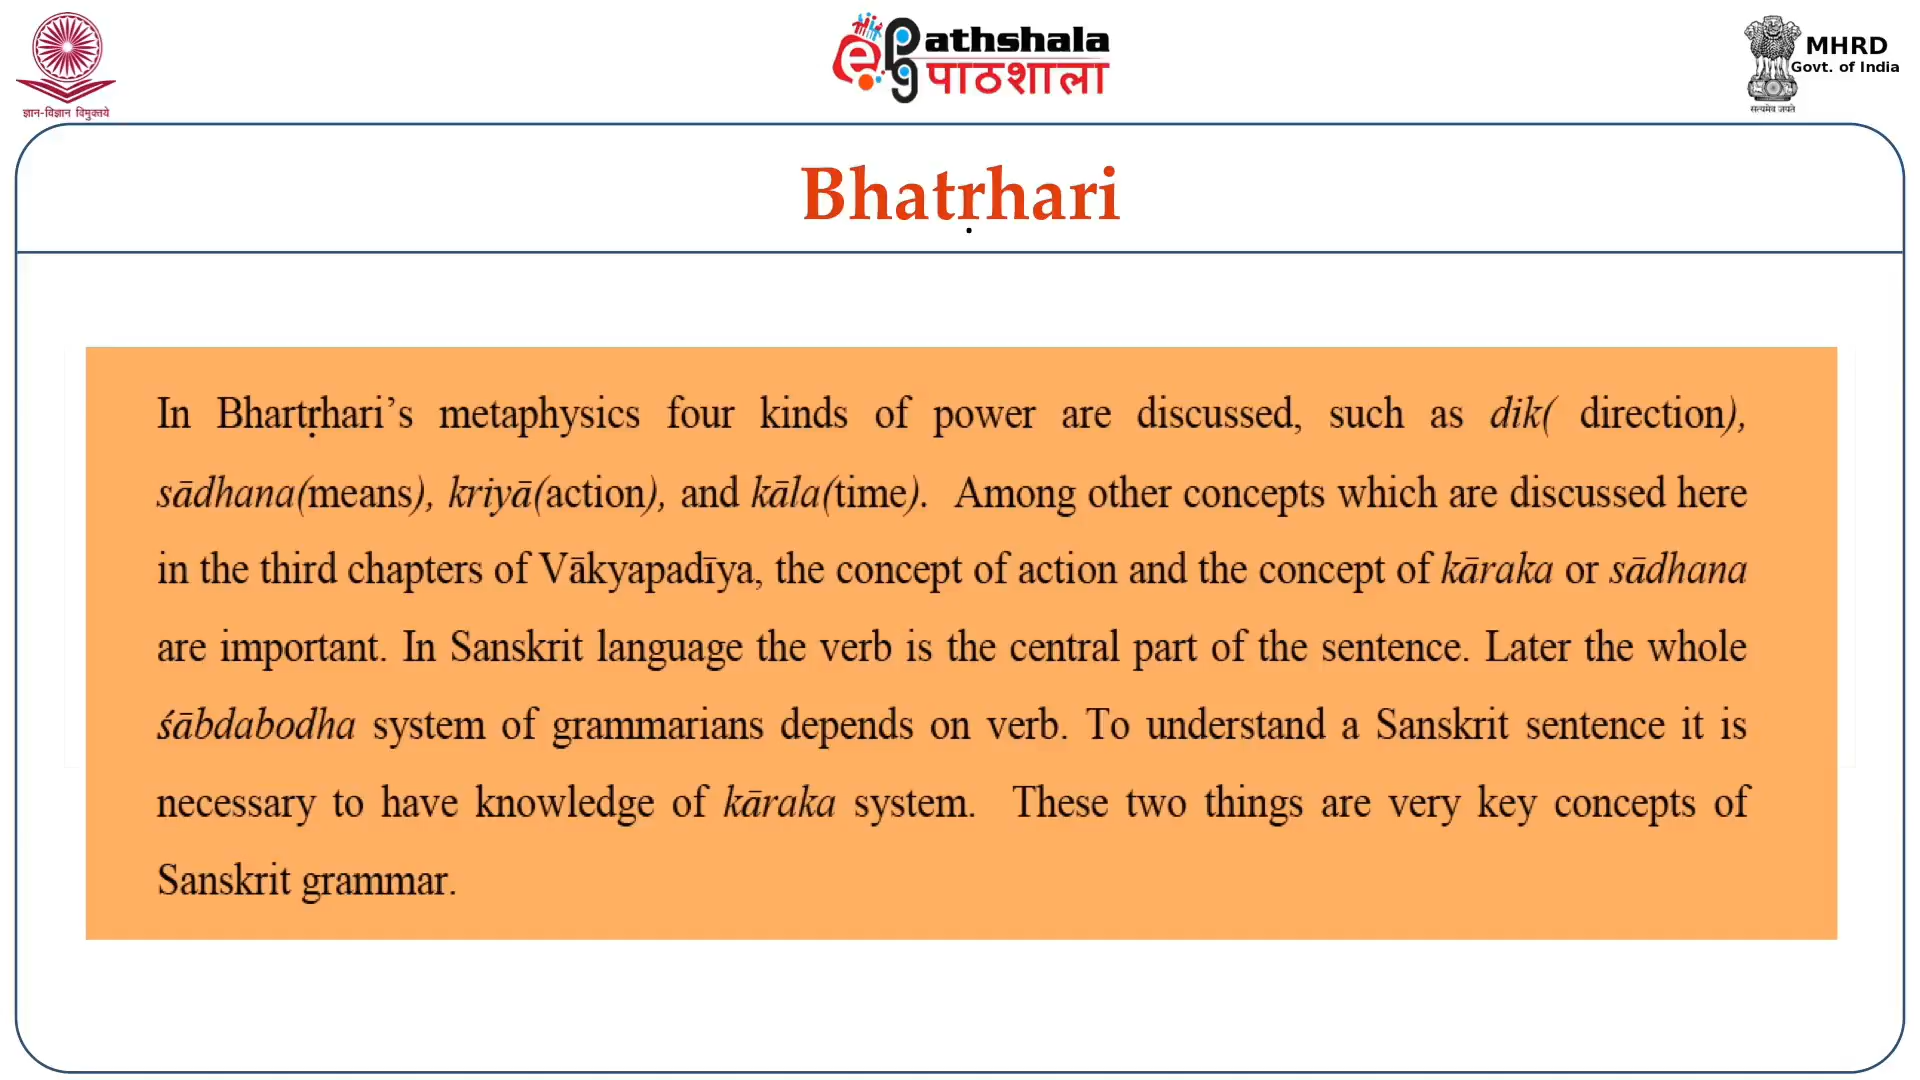 ज्ञान-विज्ञान विमुक्तये
ePathshala
पाठशाला
MHRD
Govt. of India
सत्यमेव जयते
Bhatṛhari
In Bhartṛhari’s metaphysics four kinds of power are discussed, such as dik( direction),
sādhana(means), kriyā(action), and kāla(time). Among other concepts which are discussed here
in the third chapters of Vākyapadīya, the concept of action and the concept of kāraka or sādhana
are important. In Sanskrit language the verb is the central part of the sentence. Later the whole
śābdabodha system of grammarians depends on verb. To understand a Sanskrit sentence it is
necessary to have knowledge of kāraka system. These two things are very key concepts of
Sanskrit grammar.